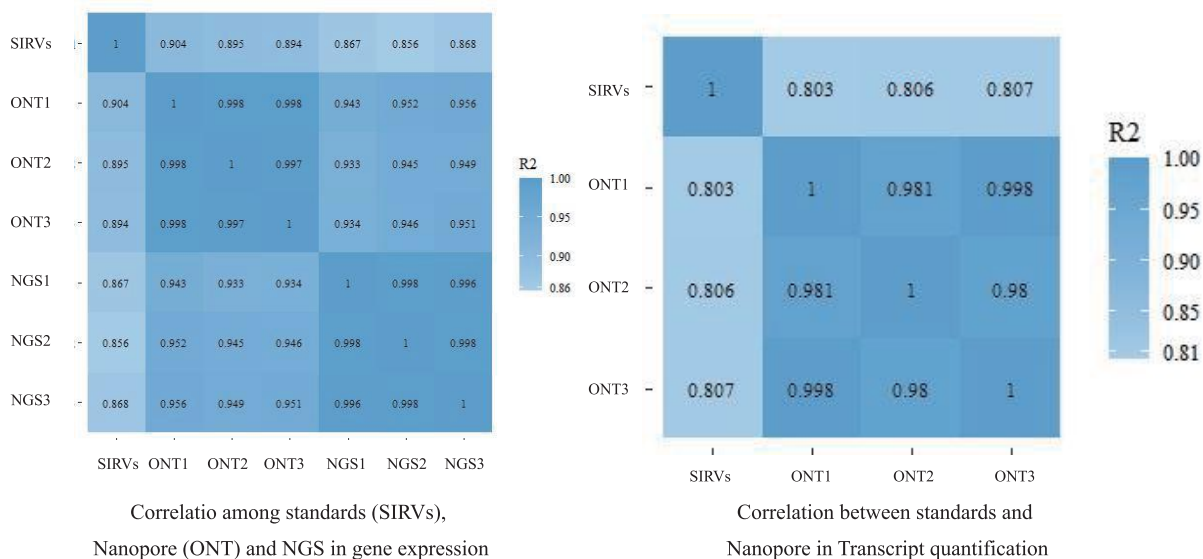 SIRVs 1 0.904 0.895 0.894 0.867 0.856 0.868
ONT1 0.904 1 0.998 0.998 0.943 0.952 0.956
ONT2 0.895 0.998 1 0.997 0.933 0.945 0.949
ONT3 0.894 0.998 0.997 1 0.934 0.946 0.951
NGS1 0.867 0.943 0.933 0.934 1 0.998 0.996
NGS2 0.856 0.952 0.945 0.946 0.998 1 0.998
NGS3 0.868 0.956 0.949 0.951 0.996 0.998 1
SIRVs ONT1 ONT2 ONT3 NGS1 NGS2 NGS3
R2
1.00
0.95
0.90
0.86
Correlatio among standards (SIRVs),
Nanopore (ONT) and NGS in gene expression
SIRVs 1 0.803 0.806 0.807
ONT1 0.803 1 0.981 0.998
ONT2 0.806 0.981 1 0.98
ONT3 0.807 0.998 0.98 1
SIRVs ONT1 ONT2 ONT3
R2
1.00
0.95
0.90
0.85
0.81
Correlation between standards and
Nanopore in Transcript quantification